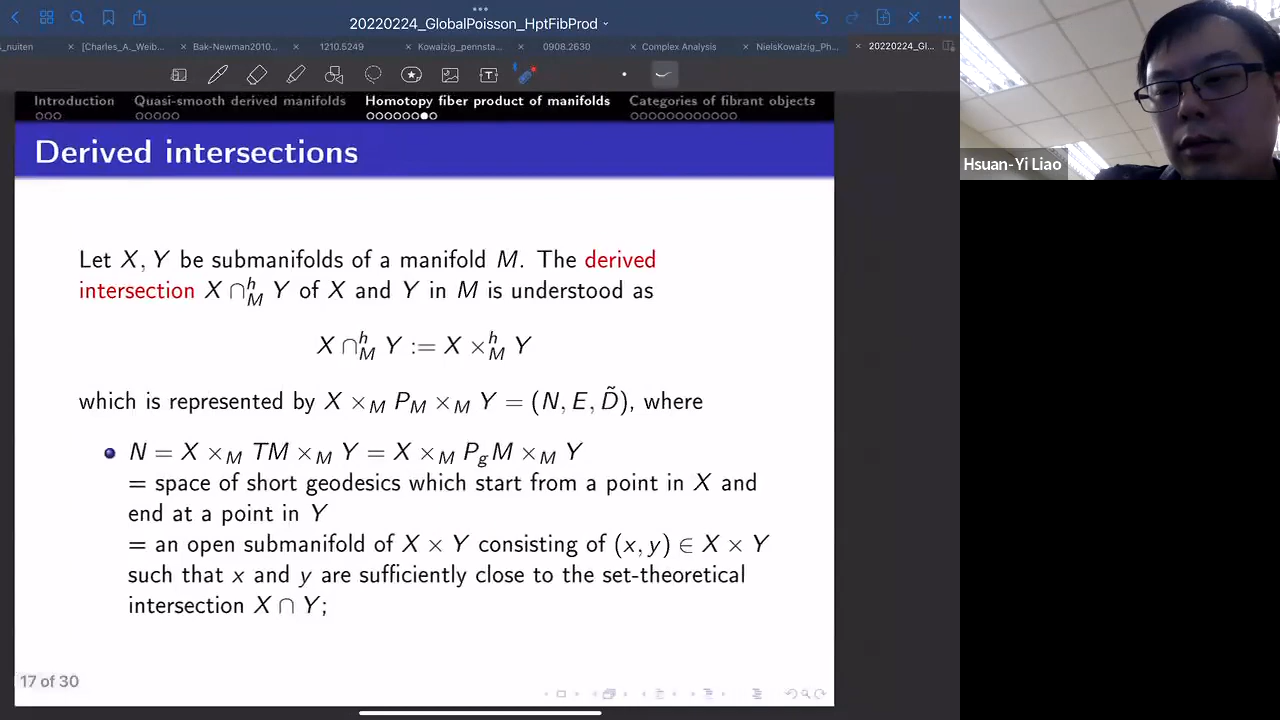 20220224_GlobalPoisson_HptFibProd
_nuiten
[Charles_A._Weib...
Bak-Newman2010...
1210.5249
Kowalzig_pennsta...
0908.2630
Complex Analysis
NielsKowalzig_Ph...
20220224_Gl...
Introduction
Quasi-smooth derived manifolds
Homotopy fiber product of manifolds
Categories of fibrant objects
Derived intersections
Let X, Y be submanifolds of a manifold M. The derived
intersection X ∩ʰ_M Y of X and Y in M is understood as
X ∩ʰ_M Y := X ×ʰ_M Y
which is represented by X ×_M P_M ×_M Y = (N, E, D̃), where
N = X ×_M TM ×_M Y = X ×_M P_gM ×_M Y
= space of short geodesics which start from a point in X and
end at a point in Y
= an open submanifold of X × Y consisting of (x, y) ∈ X × Y
such that x and y are sufficiently close to the set-theoretical
intersection X ∩ Y;
17 of 30
Hsuan-Yi Liao